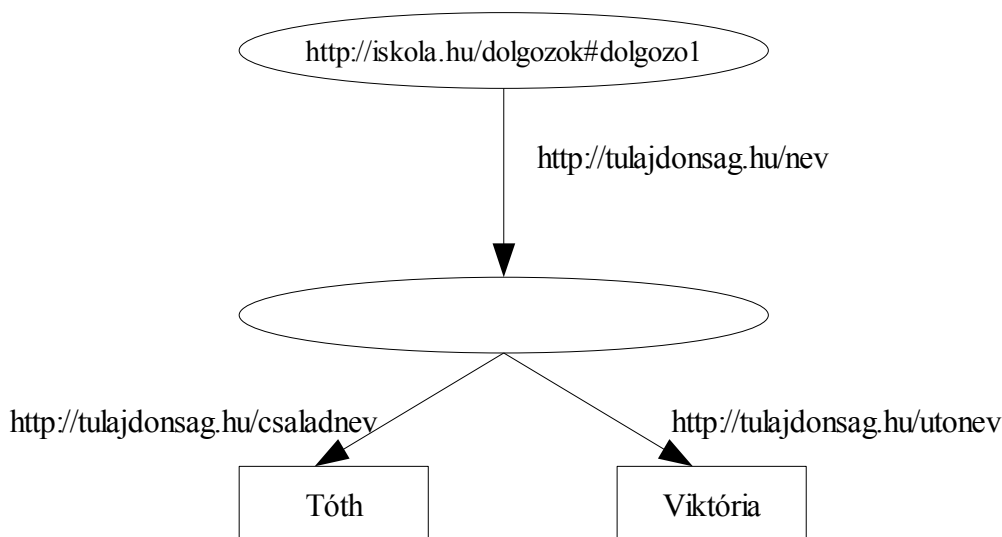 http://iskola.hu/dolgozok#dolgozo1
http://tulajdonsag.hu/nev
http://tulajdonsag.hu/csaladnev
http://tulajdonsag.hu/utonev
Tóth
Viktória